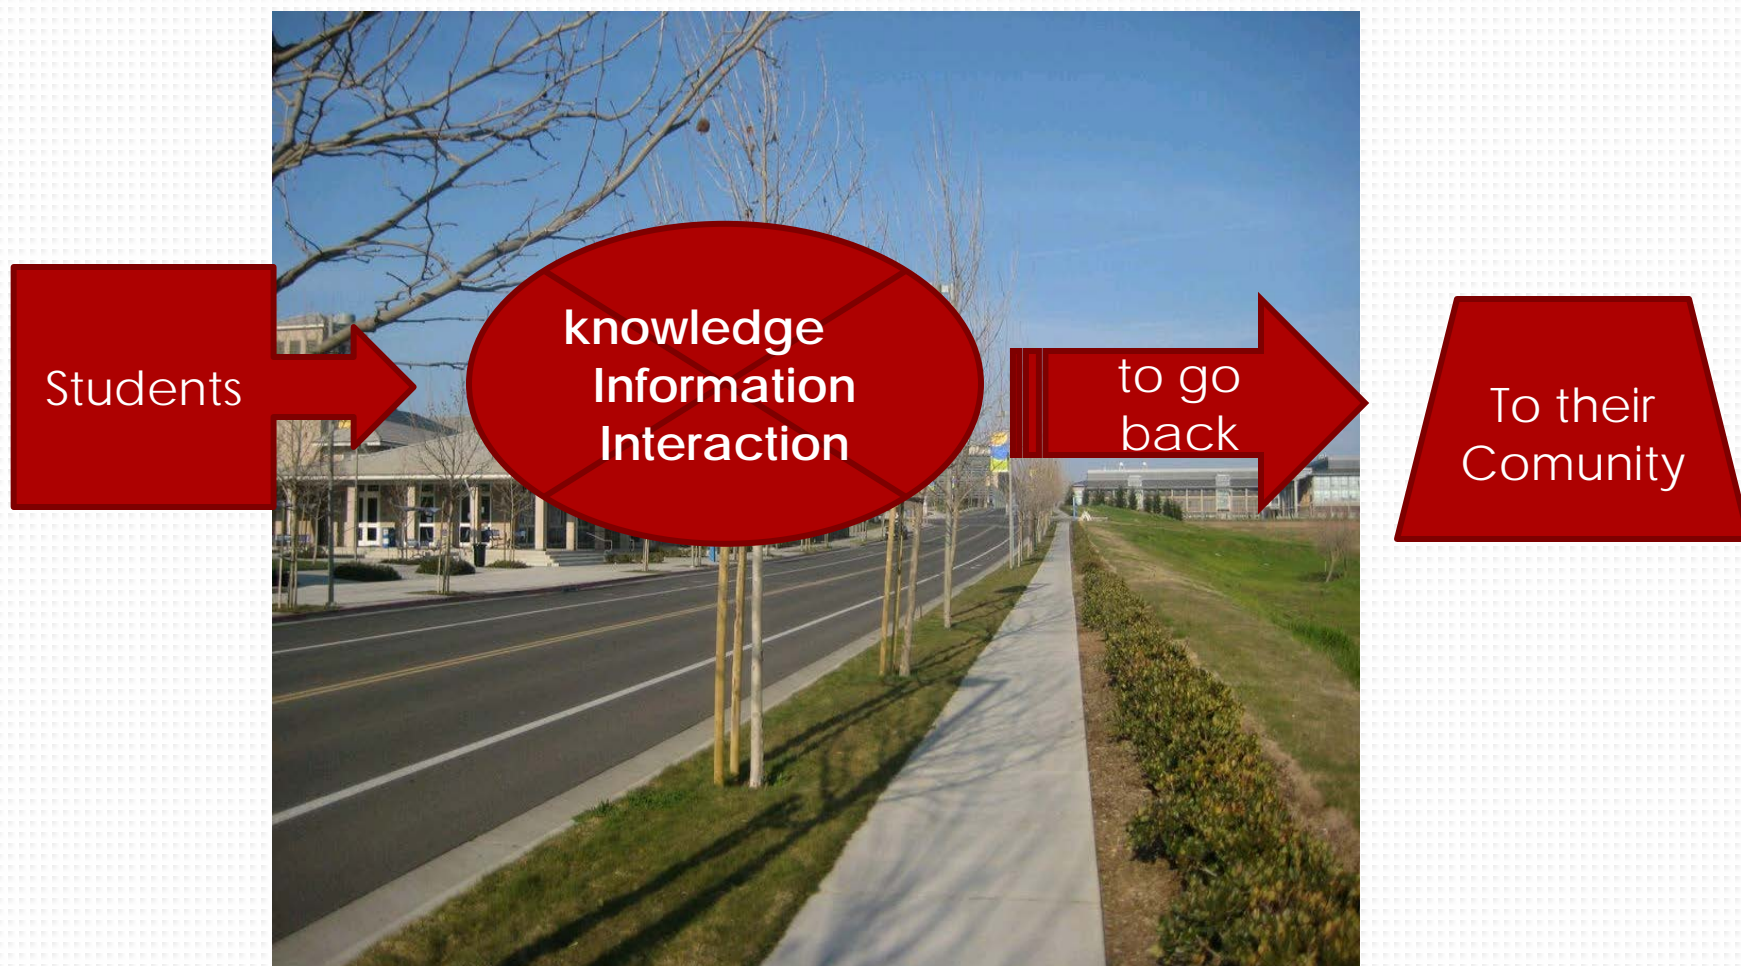 Students
knowledge
Information
Interaction
to go
back
To their
Comunity